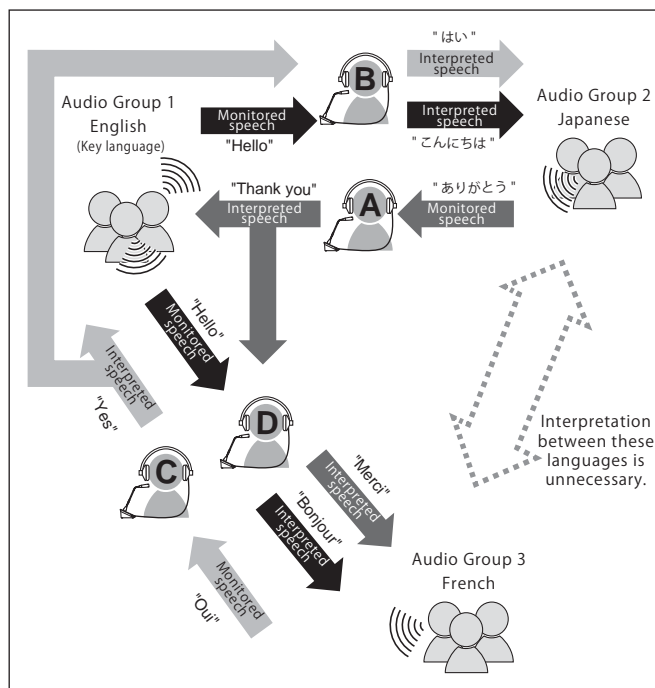 " はい "
Interpreted
speech
B
Audio Group 1
English
(Key language)
Monitored
speech
"Hello"
Interpreted
speech
" こんにちは "
Audio Group 2
Japanese
"Thank you"
Interpreted
speech
A
" ありがとう "
Monitored
speech
"Hello"
Monitored
speech
Interpreted
speech
"Yes"
D
C
"Merci"
Interpreted
speech
"Bonjour"
Interpreted
speech
Monitored
speech
"Oui"
Interpretation
between these
languages is
unnecessary.
Audio Group 3
French